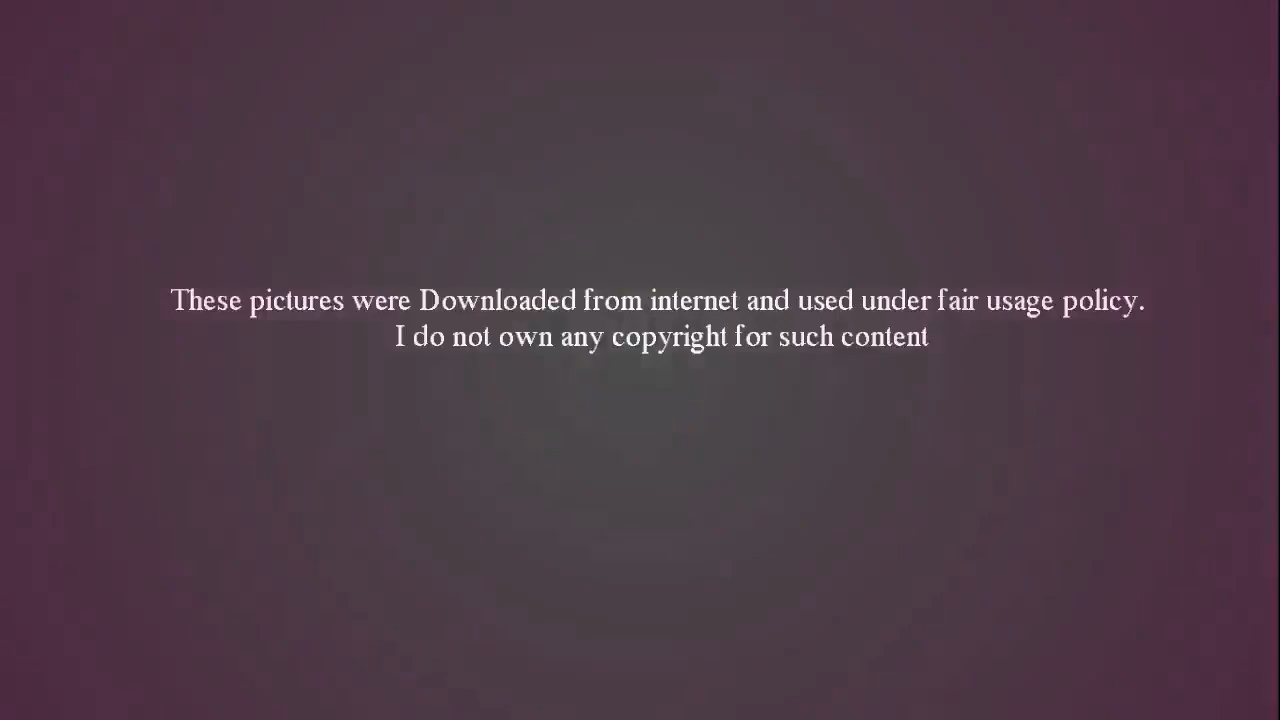 These pictures were Downloaded from internet and used under fair usage policy.
I do not own any copyright for such content